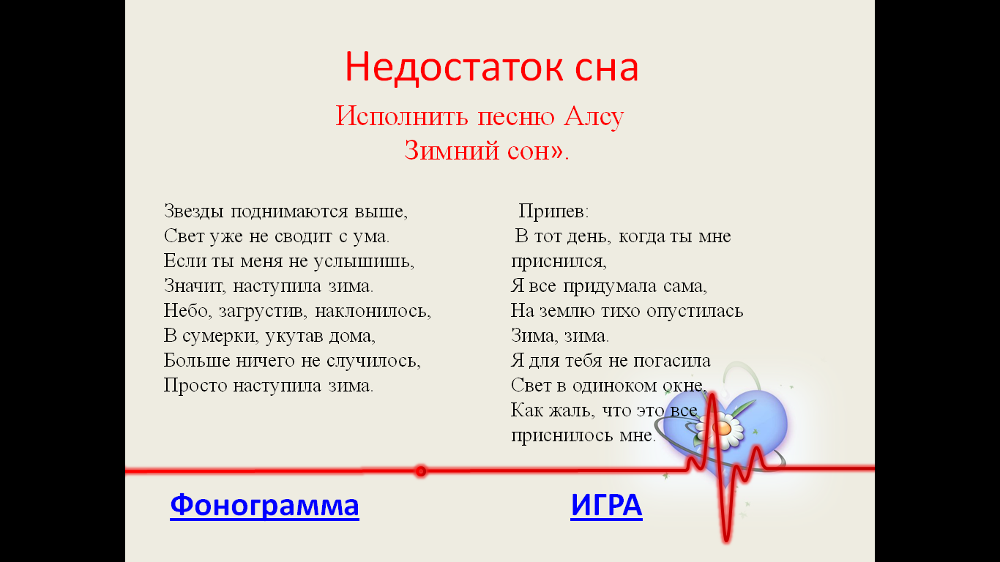 Недостаток сна
Исполнить песню Алсу
Зимний сон».
Звезды поднимаются выше,
Свет уже не сводит с ума.
Если ты меня не услышишь,
Значит, наступила зима.
Небо, загрустив, наклонилось,
В сумерки, укутав дома,
Больше ничего не случилось,
Просто наступила зима.
Припев:
В тот день, когда ты мне
приснился,
Я все придумала сама,
На землю тихо опустилась
Зима, зима.
Я для тебя не погасила
Свет в одиноком окне,
Как жаль, что это все
приснилось мне.
Фонограмма
ИГРА